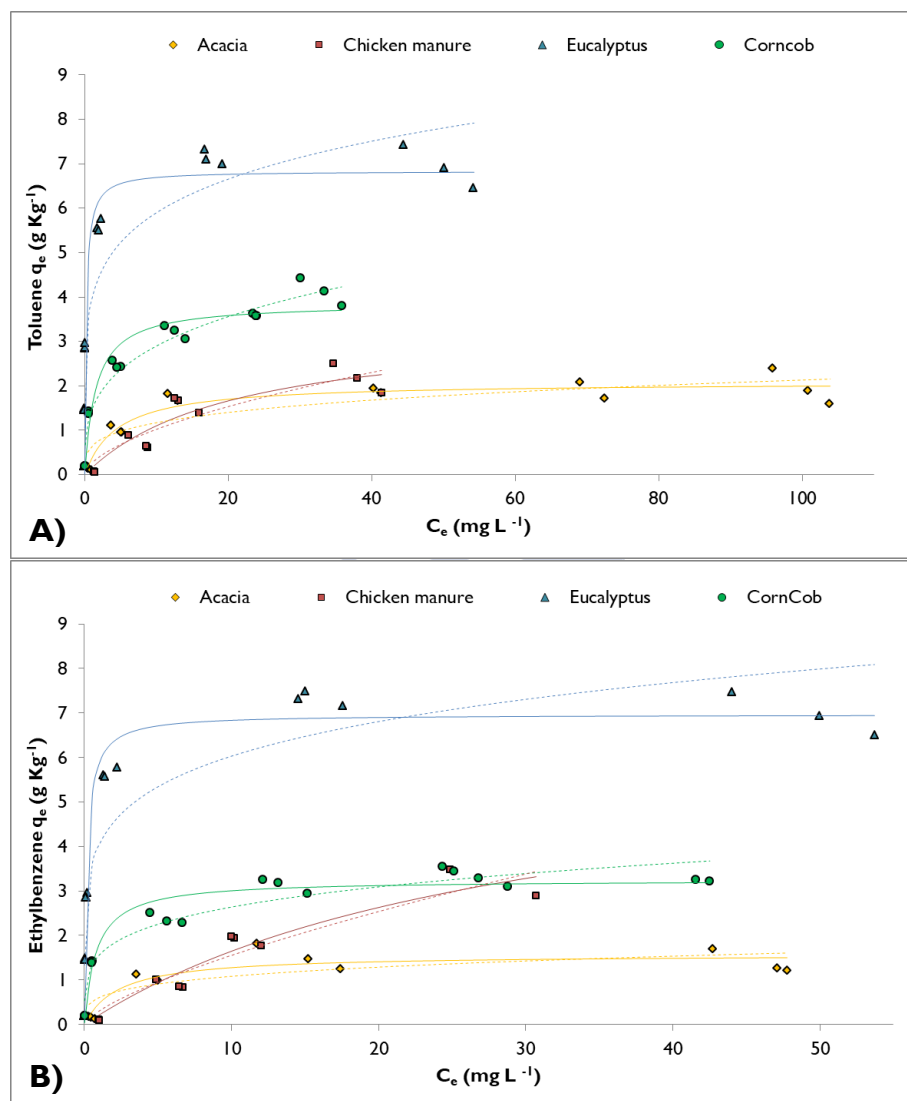 Acacia Chicken manure Eucalyptus Corncob
9
8
7
6
5
4
3
2
1
0
Toluene qₑ (g Kg⁻¹)
0 20 40 60 80 100
A)
Cₑ (mg L ⁻¹)
Acacia Chicken manure Eucalyptus CornCob
9
8
7
6
5
4
3
2
1
0
Ethylbenzene qₑ (g Kg⁻¹)
0 10 20 30 40 50
B)
Cₑ (mg L ⁻¹)